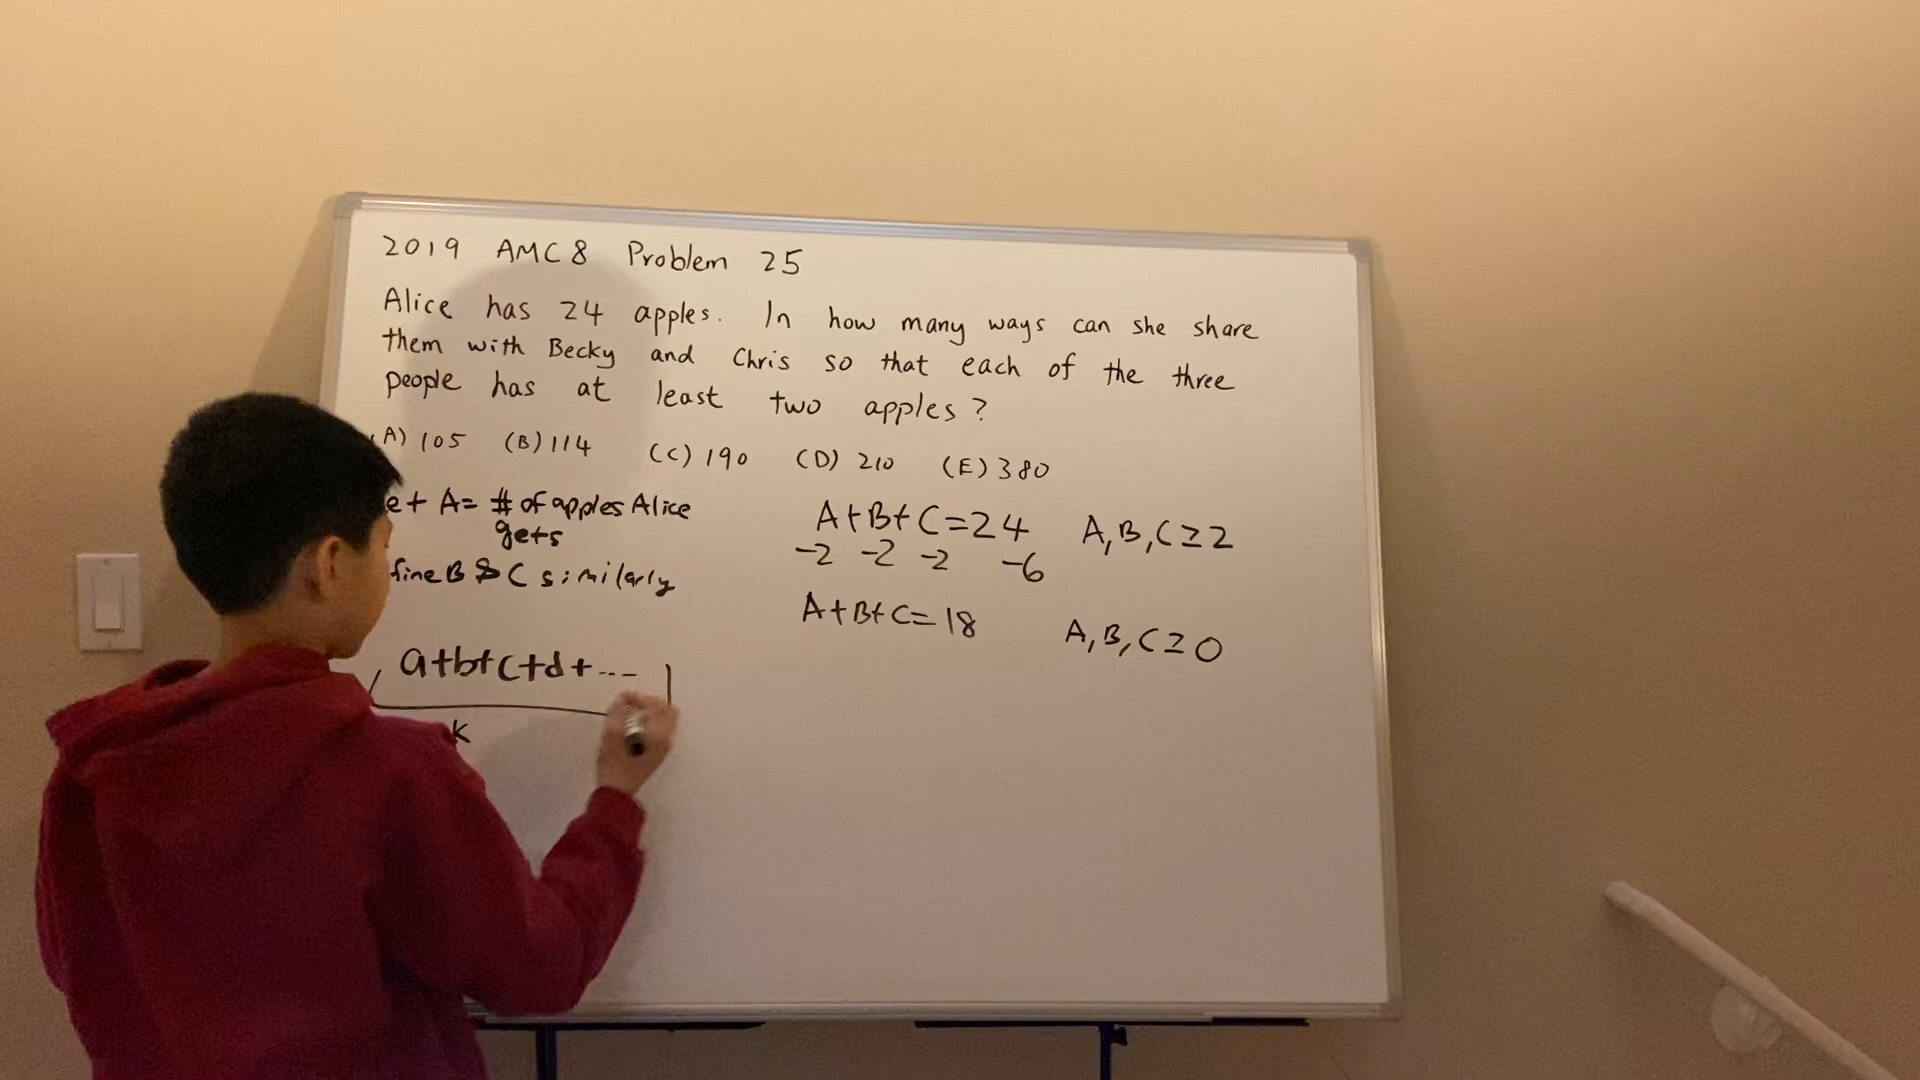 2019 AMC8 Problem 25
Alice has 24 apples. In how many ways can she share
them with Becky and Chris so that each of the three
people has at least two apples?
A) 105 (B) 114 (C) 190 (D) 210 (E) 380
et A= # of apples Alice
gets
fine B & C similarly
A+B+C=24 A, B, C ≥ 2
-2 -2 -2 -6
A+B+C=18 A, B, C ≥ 0
a+b+c+d+...
k